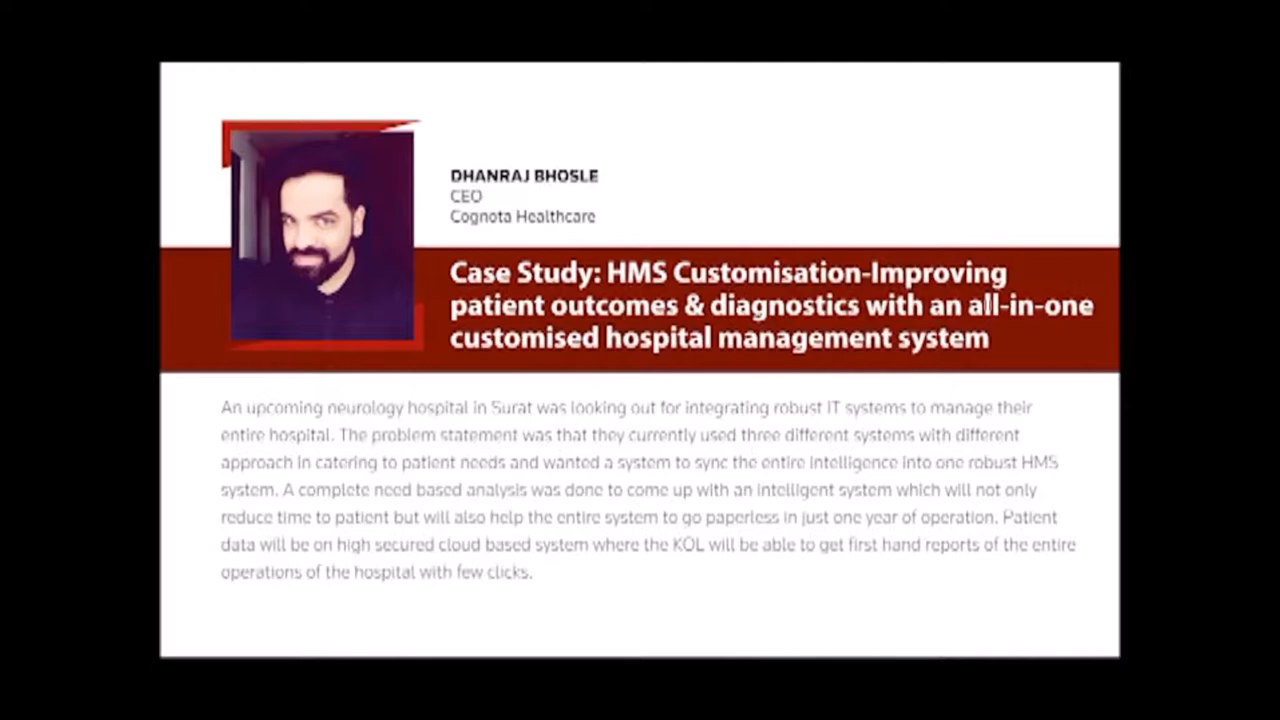 DHANRAJ BHOSLE
CEO
Cognota Healthcare
Case Study: HMS Customisation-Improving
patient outcomes & diagnostics with an all-in-one
customised hospital management system
An upcoming neurology hospital in Surat was looking out for integrating robust IT systems to manage their
entire hospital. The problem statement was that they currently used three different systems with different
approach in catering to patient needs and wanted a system to sync the entire intelligence into one robust HMS
system. A complete need based analysis was done to come up with an intelligent system which will not only
reduce time to patient but will also help the entire system to go paperless in just one year of operation. Patient
data will be on high secured cloud based system where the KOL will be able to get first hand reports of the entire
operations of the hospital with few clicks.